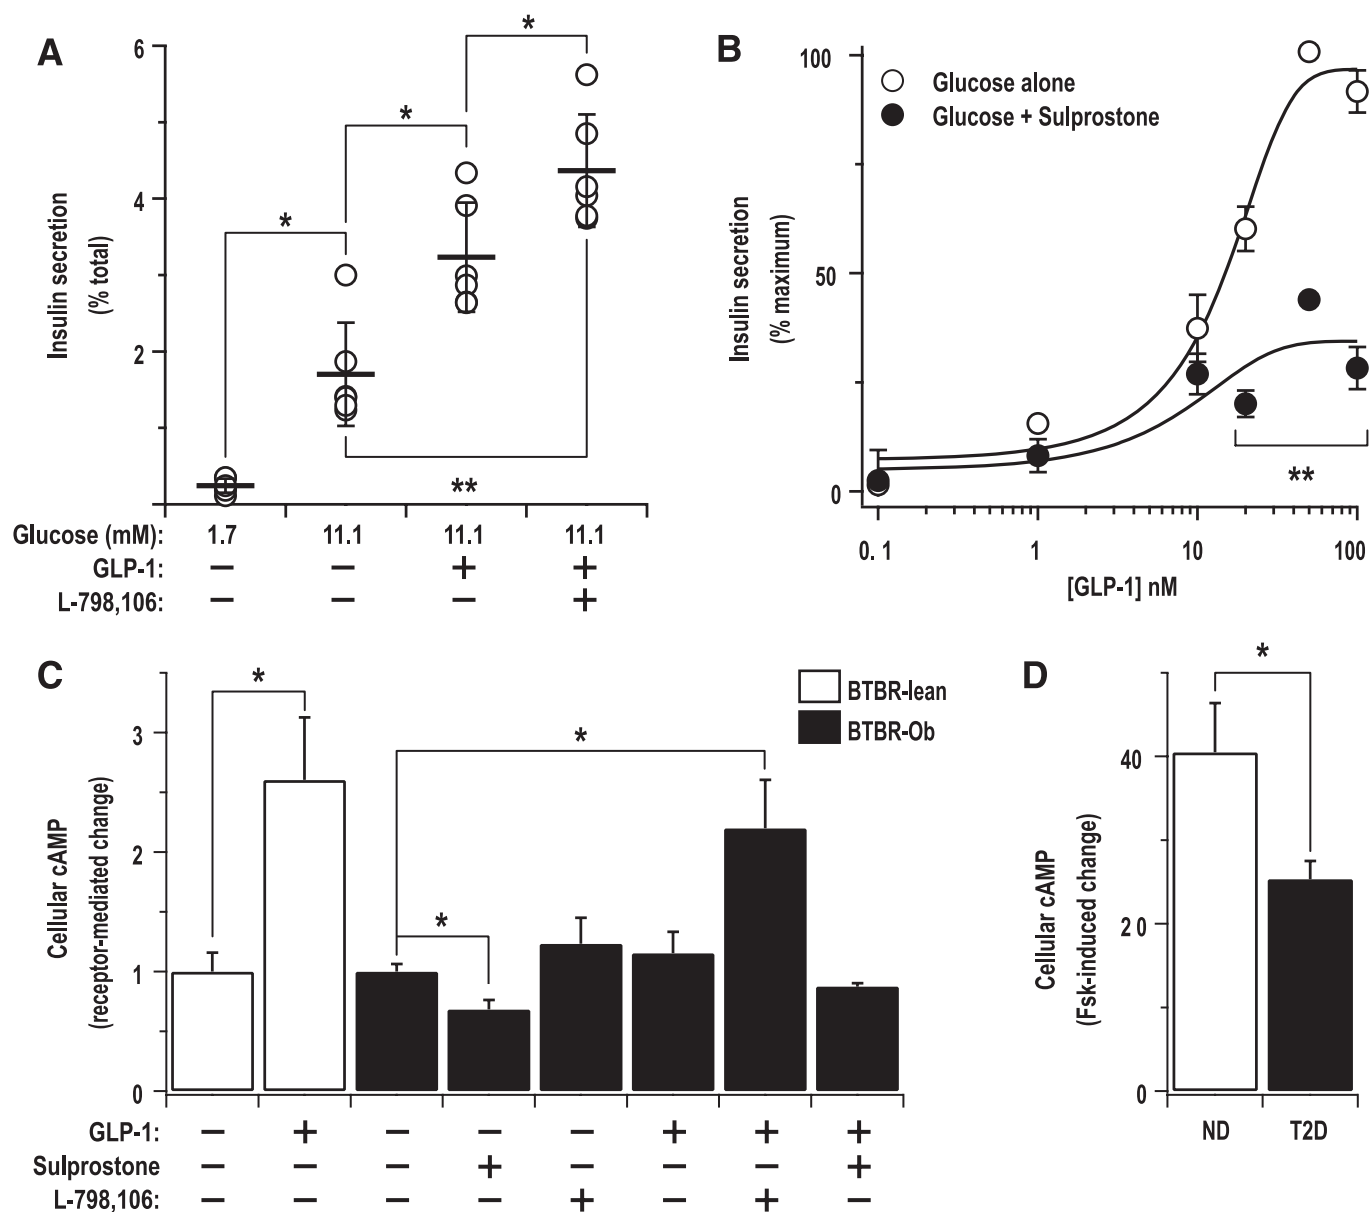 A
6
4
2
Insulin secretion
(% total)
*
*
*
**
Glucose (mM): 1.7 11.1 11.1 11.1
GLP-1: − − + +
L-798,106: − − − +
B
100
50
0
Insulin secretion
(% maximum)
Glucose alone
Glucose + Sulprostone
**
0.1 1 10 100
[GLP-1] nM
C
3
2
1
0
Cellular cAMP
(receptor-mediated change)
BTBR-lean
BTBR-Ob
*
*
*
GLP-1: − + − − − + + +
Sulprostone − − − + − − − +
L-798,106: − − − − + − + −
D
40
20
0
Cellular cAMP
(Fsk-induced change)
*
ND T2D